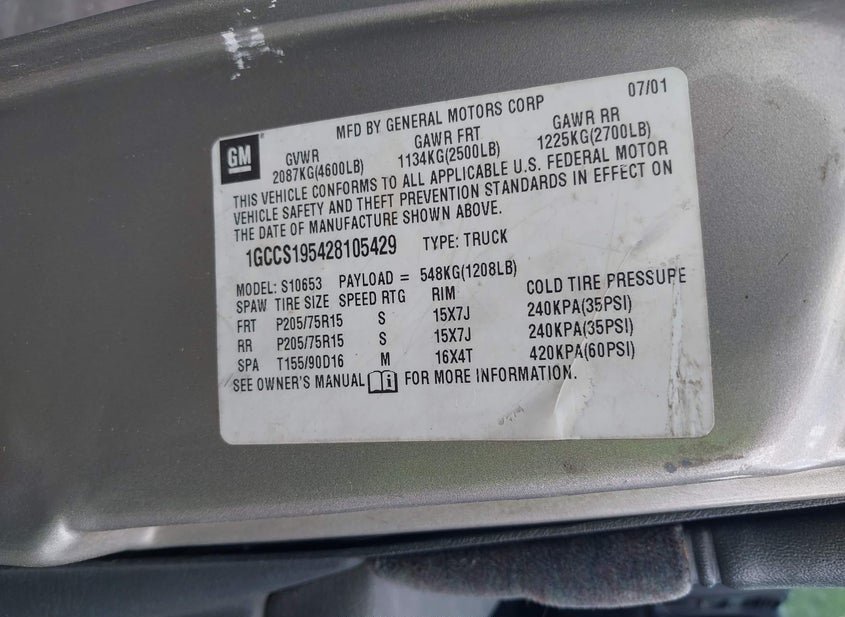 07/01
MFD BY GENERAL MOTORS CORP
GM
GVWR GAWR FRT GAWR RR
2087KG(4600LB) 1134KG(2500LB) 1225KG(2700LB)
THIS VEHICLE CONFORMS TO ALL APPLICABLE U.S. FEDERAL MOTOR
VEHICLE SAFETY AND THEFT PREVENTION STANDARDS IN EFFECT ON
THE DATE OF MANUFACTURE SHOWN ABOVE.
1GCCS195428105429 TYPE: TRUCK
MODEL: S10653 PAYLOAD = 548KG(1208LB)
SPAW TIRE SIZE SPEED RTG RIM COLD TIRE PRESSURE
FRT P205/75R15 S 15X7J 240KPA(35PSI)
RR P205/75R15 S 15X7J 240KPA(35PSI)
SPA T155/90D16 M 16X4T 420KPA(60PSI)
SEE OWNER'S MANUAL FOR MORE INFORMATION.